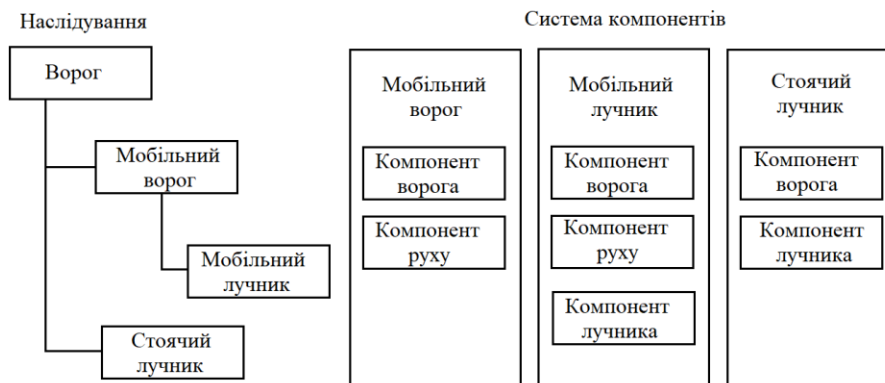 Наслідування
Ворог
Мобільний
ворог
Мобільний
лучник
Стоячий
лучник
Система компонентів
Мобільний
ворог
Компонент
ворога
Компонент
руху
Мобільний
лучник
Компонент
ворога
Компонент
руху
Компонент
лучника
Стоячий
лучник
Компонент
ворога
Компонент
лучника